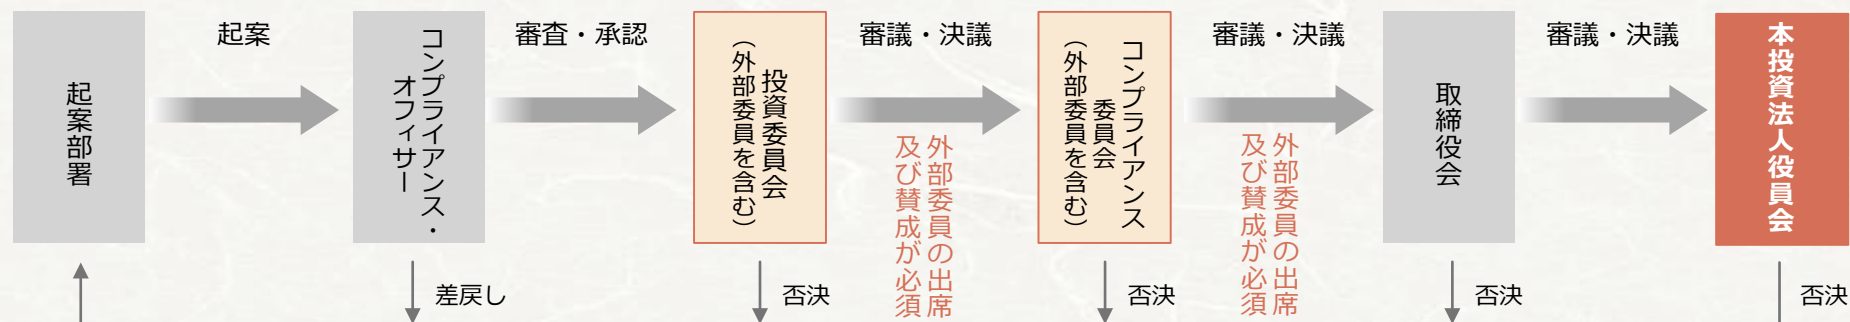 起案部署
起案
コンプライアンス・
オフィサー
差戻し
審査・承認
投資委員会
(外部委員を含む)
否決
審議・決議
外部委員の出席
及び賛成が必須
コンプライアンス
委員会
(外部委員を含む)
否決
審議・決議
外部委員の出席
及び賛成が必須
取締役会
否決
審議・決議
本投資法人役員会
否決